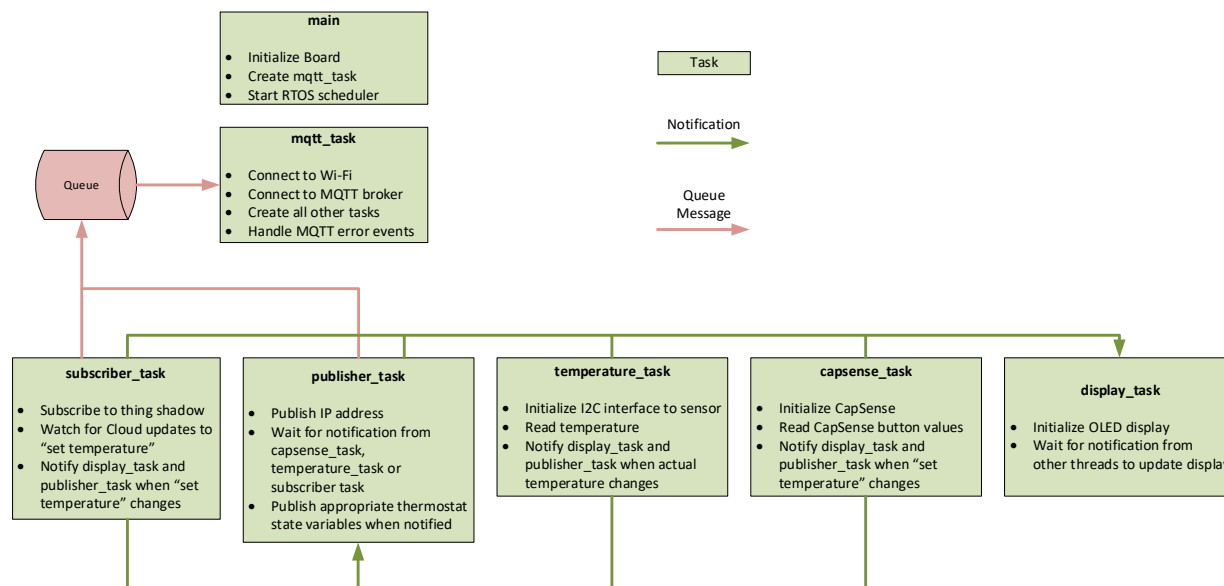 main
• Initialize Board
• Create mqtt_task
• Start RTOS scheduler
Task
Notification
mqtt_task
• Connect to Wi-Fi
• Connect to MQTT broker
• Create all other tasks
• Handle MQTT error events
Queue
Queue
Message
subscriber_task
• Subscribe to thing shadow
• Watch for Cloud updates to
“set temperature”
• Notify display_task and
publisher_task when “set
temperature” changes
publisher_task
• Publish IP address
• Wait for notification from
capsense_task,
temperature_task or
subscriber task
• Publish appropriate thermostat
state variables when notified
temperature_task
• Initialize I2C interface to sensor
• Read temperature
• Notify display_task and
publisher_task when actual
temperature changes
capsense_task
• Initialize CapSense
• Read CapSense button values
• Notify display_task and
publisher_task when “set
temperature” changes
display_task
• Initialize OLED display
• Wait for notification from
other threads to update display